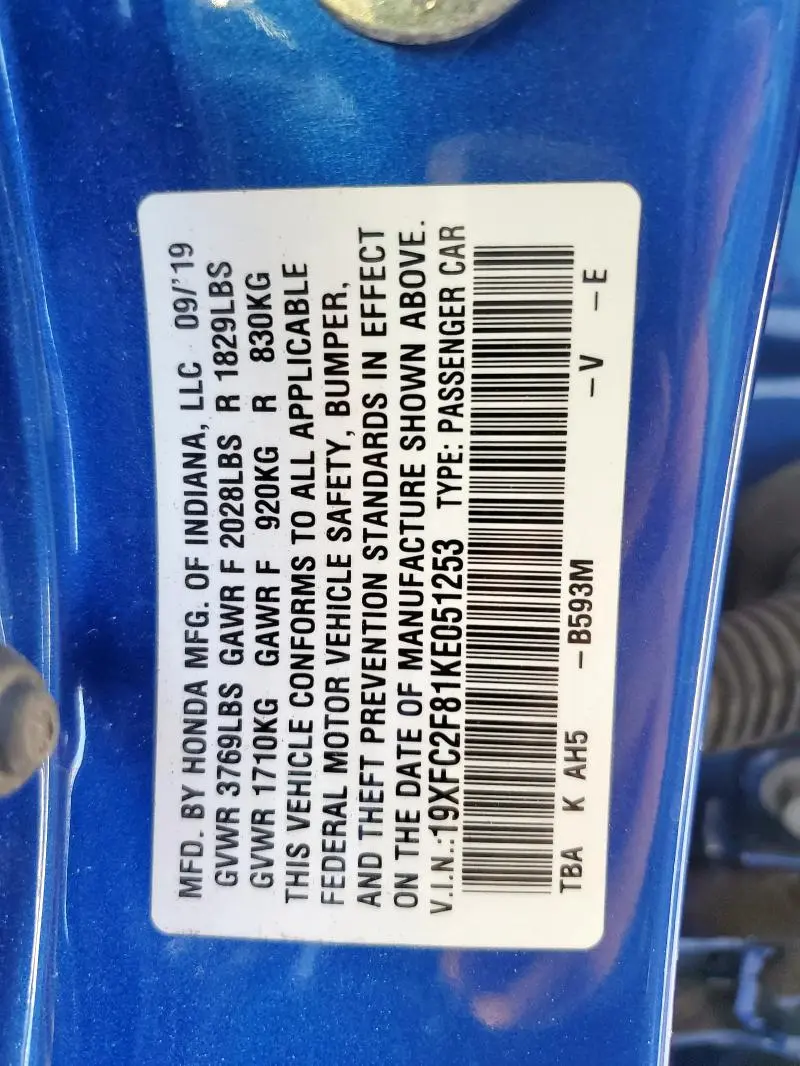 MFD. BY HONDA MFG. OF INDIANA, LLC 09/'19
GVWR 3769LBS GAWR F 2028LBS R 1829LBS
GVWR 1710KG GAWR F 920KG R 830KG
THIS VEHICLE CONFORMS TO ALL APPLICABLE
FEDERAL MOTOR VEHICLE SAFETY, BUMPER,
AND THEFT PREVENTION STANDARDS IN EFFECT
ON THE DATE OF MANUFACTURE SHOWN ABOVE.
V.I.N.:19XFC2F81KE051253 TYPE: PASSENGER CAR
TBA K AH5 -B593M -V -E